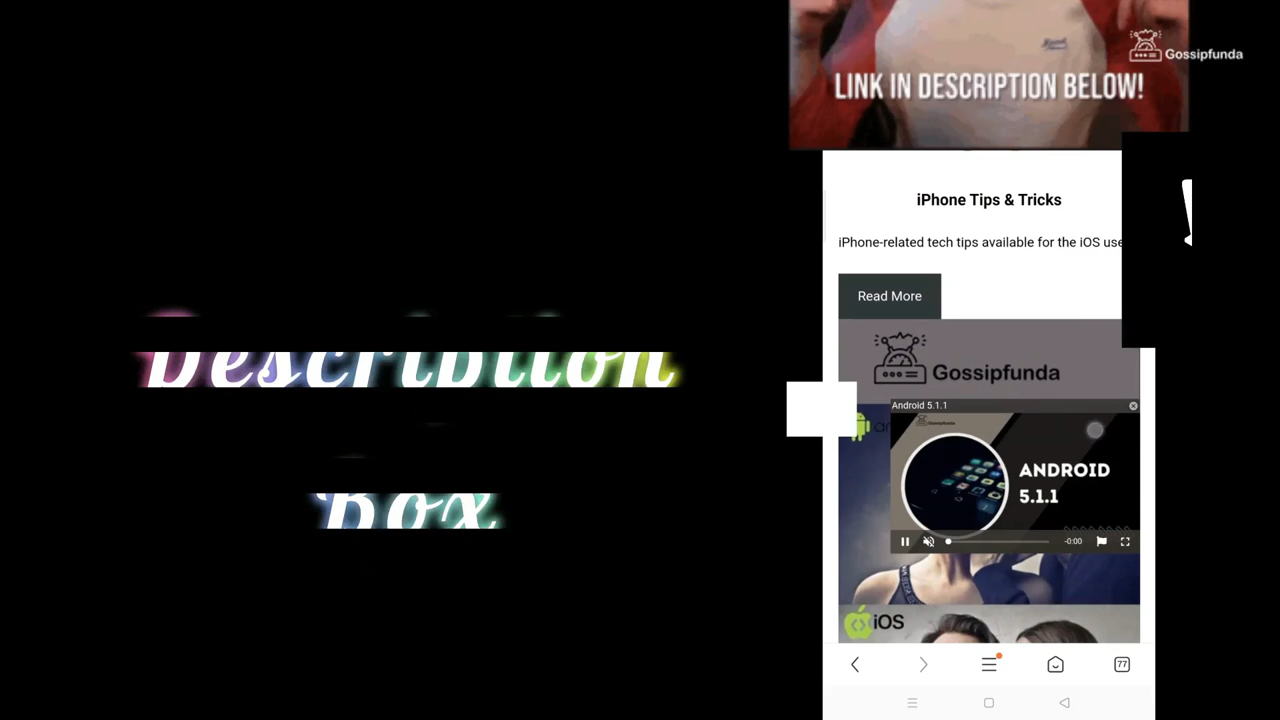 Gossipfunda
LINK IN DESCRIPTION BELOW!
iPhone Tips & Tricks
iPhone-related tech tips available for the iOS use
Read More
Gossipfunda
Android 5.1.1
ANDROID
5.1.1
-0:00
iOS
77
Description
Box